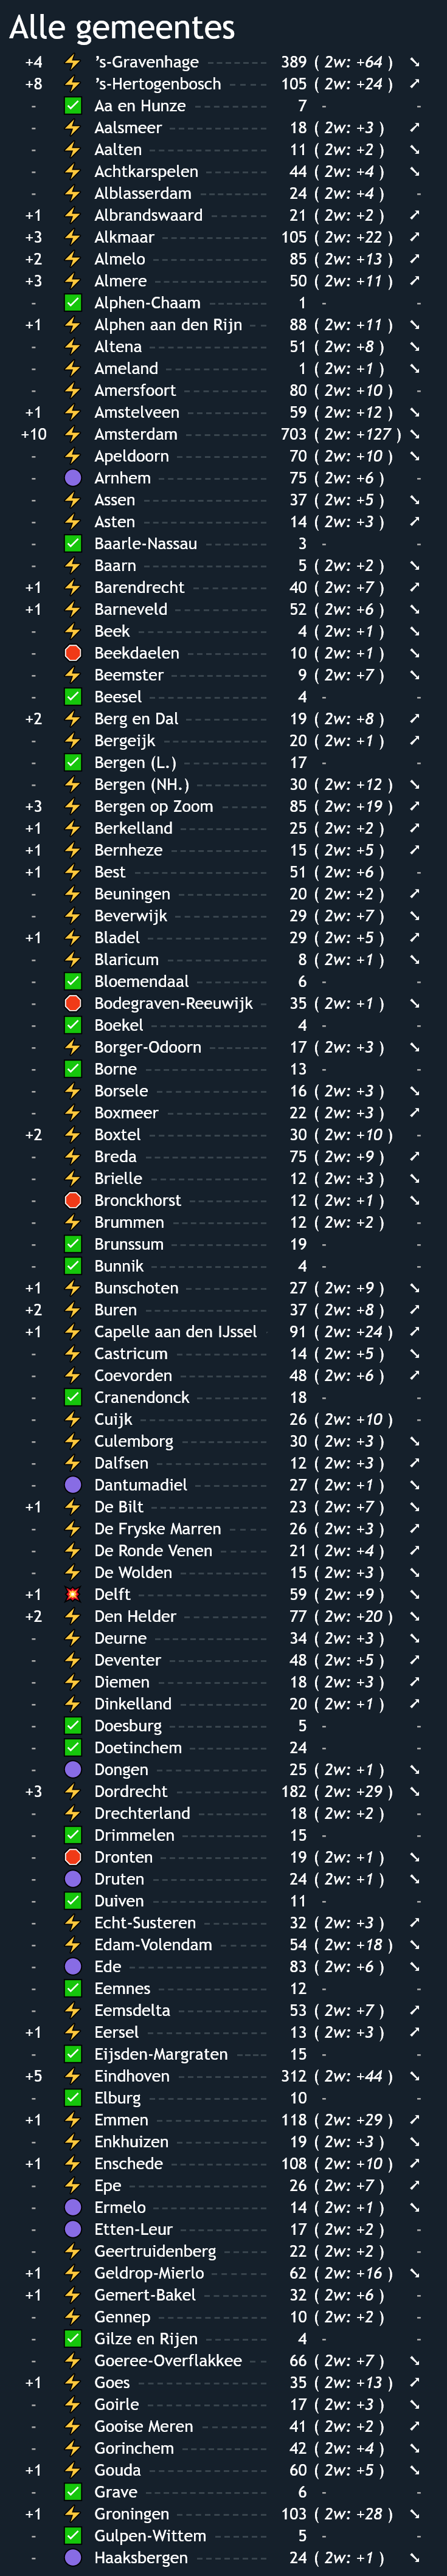 Alle gemeentes
+4 ⚡ ’s-Gravenhage 389 ( 2w: +64) ➘
+8 ⚡ ’s-Hertogenbosch 105 ( 2w: +24 ) ➚
- ✅ Aa en Hunze 7 - -
- ⚡ Aalsmeer 18 ( 2w: +3 ) ➚
- ⚡ Aalten 11 ( 2w: +2 ) ➘
- ⚡ Achtkarspelen 44 ( 2w: +4 ) ➘
- ⚡ Alblasserdam 24 ( 2w: +4 ) -
+1 ⚡ Albrandswaard 21 ( 2w: +2 ) ➚
+3 ⚡ Alkmaar 105 ( 2w: +22 ) ➚
+2 ⚡ Almelo 85 ( 2w: +13 ) ➚
+3 ⚡ Almere 50 ( 2w: +11 ) ➚
- ✅ Alphen-Chaam 1 - -
+1 ⚡ Alphen aan den Rijn 88 ( 2w: +11 ) ➘
- ⚡ Altena 51 ( 2w: +8 ) ➘
- ⚡ Ameland 1 ( 2w: +1 ) ➘
- ⚡ Amersfoort 80 ( 2w: +10 ) -
+1 ⚡ Amstelveen 59 ( 2w: +12 ) ➘
+10 ⚡ Amsterdam 703 ( 2w: +127 ) ➘
- ⚡ Apeldoorn 70 ( 2w: +10 ) ➘
- 🟣 Arnhem 75 ( 2w: +6 ) -
- ⚡ Assen 37 ( 2w: +5 ) ➘
- ⚡ Asten 14 ( 2w: +3 ) ➚
- ✅ Baarle-Nassau 3 - -
- ⚡ Baarn 5 ( 2w: +2 ) ➘
+1 ⚡ Barendrecht 40 ( 2w: +7 ) ➚
+1 ⚡ Barneveld 52 ( 2w: +6 ) ➘
- ⚡ Beek 4 ( 2w: +1 ) ➘
- 🛑 Beekdaelen 10 ( 2w: +1 ) ➘
- ⚡ Beemster 9 ( 2w: +7 ) ➚
- ✅ Beesel 4 - -
+2 ⚡ Berg en Dal 19 ( 2w: +8 ) ➚
- ⚡ Bergeijk 20 ( 2w: +1 ) ➚
- ✅ Bergen (L.) 17 - -
- ⚡ Bergen (NH.) 30 ( 2w: +12 ) ➘
+3 ⚡ Bergen op Zoom 85 ( 2w: +19 ) ➚
+1 ⚡ Berkelland 25 ( 2w: +2 ) ➚
+1 ⚡ Bernheze 15 ( 2w: +5 ) ➚
+1 ⚡ Best 51 ( 2w: +6 ) -
- ⚡ Beuningen 20 ( 2w: +2 ) ➚
- ⚡ Beverwijk 29 ( 2w: +7 ) ➘
+1 ⚡ Bladel 29 ( 2w: +5 ) ➚
- ⚡ Blaricum 8 ( 2w: +1 ) ➘
- ✅ Bloemendaal 6 - -
- 🛑 Bodegraven-Reeuwijk 35 ( 2w: +1 ) ➘
- ✅ Boekel 4 - -
- ⚡ Borger-Odoorn 17 ( 2w: +3 ) ➘
- ✅ Borne 13 - -
- ⚡ Borsele 16 ( 2w: +3 ) ➘
- ⚡ Boxmeer 22 ( 2w: +3 ) ➚
+2 ⚡ Boxtel 30 ( 2w: +10 ) -
- ⚡ Breda 75 ( 2w: +9 ) ➚
- ⚡ Brielle 12 ( 2w: +3 ) ➘
- 🛑 Bronckhorst 12 ( 2w: +1 ) ➘
- ⚡ Brummen 12 ( 2w: +2 ) -
- ✅ Brunssum 19 - -
- ✅ Bunnik 4 - -
+1 ⚡ Bunschoten 27 ( 2w: +9 ) ➘
+2 ⚡ Buren 37 ( 2w: +8 ) ➚
+1 ⚡ Capelle aan den IJssel 91 ( 2w: +24 ) ➚
- ⚡ Castricum 14 ( 2w: +5 ) ➘
- ⚡ Coevorden 48 ( 2w: +6 ) ➚
- ✅ Cranendonck 18 - -
- ⚡ Cuijk 26 ( 2w: +10 ) -
- ⚡ Culemborg 30 ( 2w: +3 ) ➘
- ⚡ Dalfsen 12 ( 2w: +3 ) ➚
- 🟣 Dantumadiel 27 ( 2w: +1 ) ➘
+1 ⚡ De Bilt 23 ( 2w: +7 ) ➘
- ⚡ De Fryske Marren 26 ( 2w: +3 ) ➚
- ⚡ De Ronde Venen 21 ( 2w: +4 ) ➘
- ⚡ De Wolden 15 ( 2w: +3 ) ➘
+1 💥 Delft 59 ( 2w: +9 ) ➘
+2 ⚡ Den Helder 77 ( 2w: +20 ) ➘
- ⚡ Deurne 34 ( 2w: +3 ) ➘
- ⚡ Deventer 48 ( 2w: +5 ) ➚
- ⚡ Diemen 18 ( 2w: +3 ) ➚
- ⚡ Dinkelland 20 ( 2w: +1 ) ➚
- ✅ Doesburg 5 - -
- ✅ Doetinchem 24 - -
- 🟣 Dongen 25 ( 2w: +1 ) ➘
+3 ⚡ Dordrecht 182 ( 2w: +29 ) ➘
- ⚡ Drechterland 18 ( 2w: +2 ) -
- ✅ Drimmelen 15 - -
- 🛑 Dronten 19 ( 2w: +1 ) ➘
- 🟣 Druten 24 ( 2w: +1 ) ➘
- ✅ Duiven 11 - -
- ⚡ Echt-Susteren 32 ( 2w: +3 ) ➚
- ⚡ Edam-Volendam 54 ( 2w: +18 ) ➘
- 🟣 Ede 83 ( 2w: +6 ) ➘
- ✅ Eemnes 12 - -
- ⚡ Eemsdelta 53 ( 2w: +7 ) ➚
+1 ⚡ Eersel 13 ( 2w: +3 ) ➚
- ✅ Eijsden-Margraten 15 - -
+5 ⚡ Eindhoven 312 ( 2w: +44 ) ➘
- ✅ Elburg 10 - -
+1 ⚡ Emmen 118 ( 2w: +29 ) ➚
- ⚡ Enkhuizen 19 ( 2w: +3 ) ➘
+1 ⚡ Enschede 108 ( 2w: +10 ) ➚
- ⚡ Epe 26 ( 2w: +7 ) ➚
- 🟣 Ermelo 14 ( 2w: +1 ) ➘
- 🟣 Etten-Leur 17 ( 2w: +2 ) -
- ⚡ Geertruidenberg 22 ( 2w: +2 ) -
+1 ⚡ Geldrop-Mierlo 62 ( 2w: +16 ) ➘
+1 ⚡ Gemert-Bakel 32 ( 2w: +6 ) -
- ⚡ Gennep 10 ( 2w: +2 ) -
- ✅ Gilze en Rijen 4 - -
- ⚡ Goeree-Overflakkee 66 ( 2w: +7 ) ➘
+1 ⚡ Goes 35 ( 2w: +13 ) ➚
- ⚡ Goirle 17 ( 2w: +3 ) ➘
- ⚡ Gooise Meren 41 ( 2w: +2 ) ➚
- ⚡ Gorinchem 42 ( 2w: +4 ) ➘
+1 ⚡ Gouda 60 ( 2w: +5 ) ➘
- ✅ Grave 6 - -
+1 ⚡ Groningen 103 ( 2w: +28 ) ➚
- ✅ Gulpen-Wittem 5 - -
- 🟣 Haaksbergen 24 ( 2w: +1 ) ➘